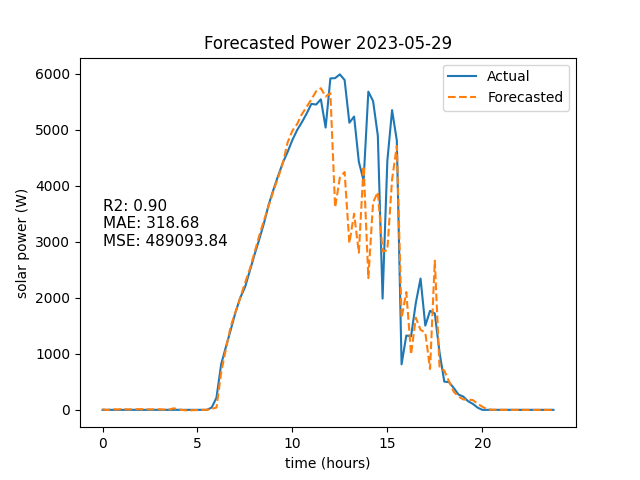 Forecasted Power 2023-05-29
Actual
Forecasted
6000
5000
4000
3000
2000
1000
0
solar power (W)
R2: 0.90
MAE: 318.68
MSE: 489093.84
0 5 10 15 20
time (hours)